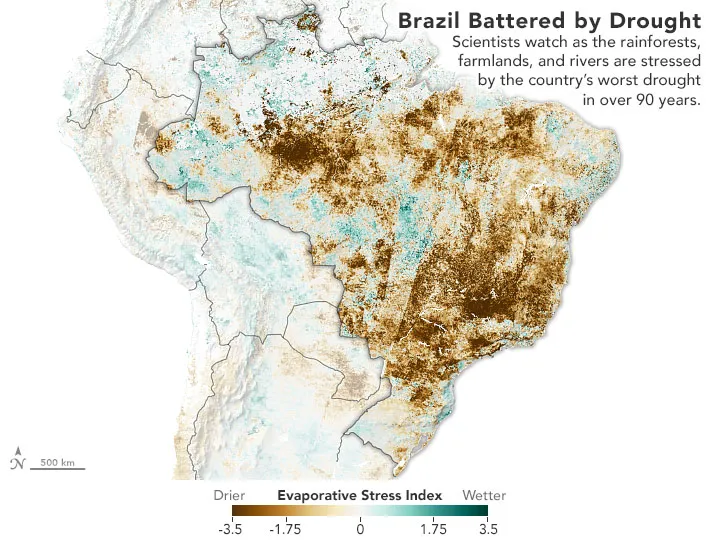 Brazil Battered by Drought
Scientists watch as the rainforests,
farmlands, and rivers are stressed
by the country's worst drought
in over 90 years.
N
500 km
Drier Evaporative Stress Index Wetter
-3.5 -1.75 0 1.75 3.5